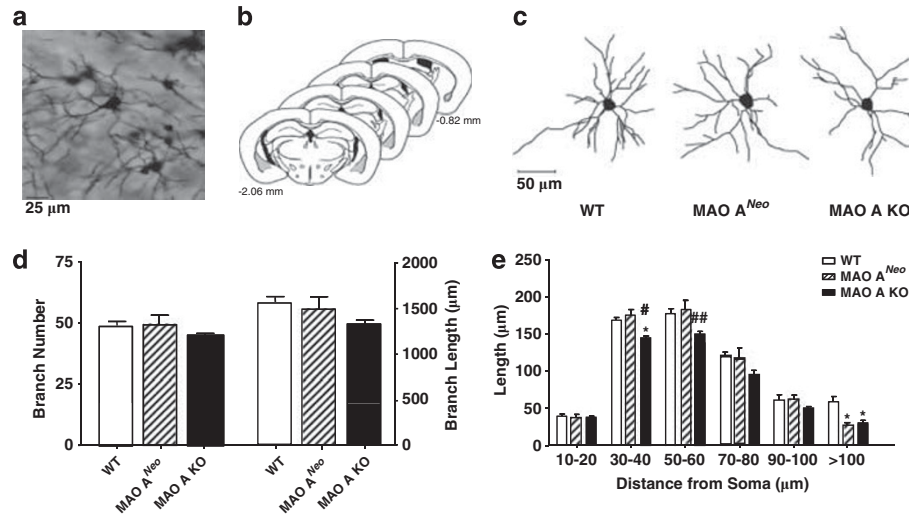 a
25 μm
b
-0.82 mm
-2.06 mm
c
50 μm
WT
MAO A^Neo
MAO A KO
d
75
50
25
0
Branch Number
2000
1500
1000
500
0
Branch Length (μm)
WT
MAO A^Neo
MAO A KO
WT
MAO A^Neo
MAO A KO
e
WT
MAO A^Neo
MAO A KO
250
200
150
100
50
0
Length (μm)
#
*
##
*
*
10-20 30-40 50-60 70-80 90-100 >100
Distance from Soma (μm)